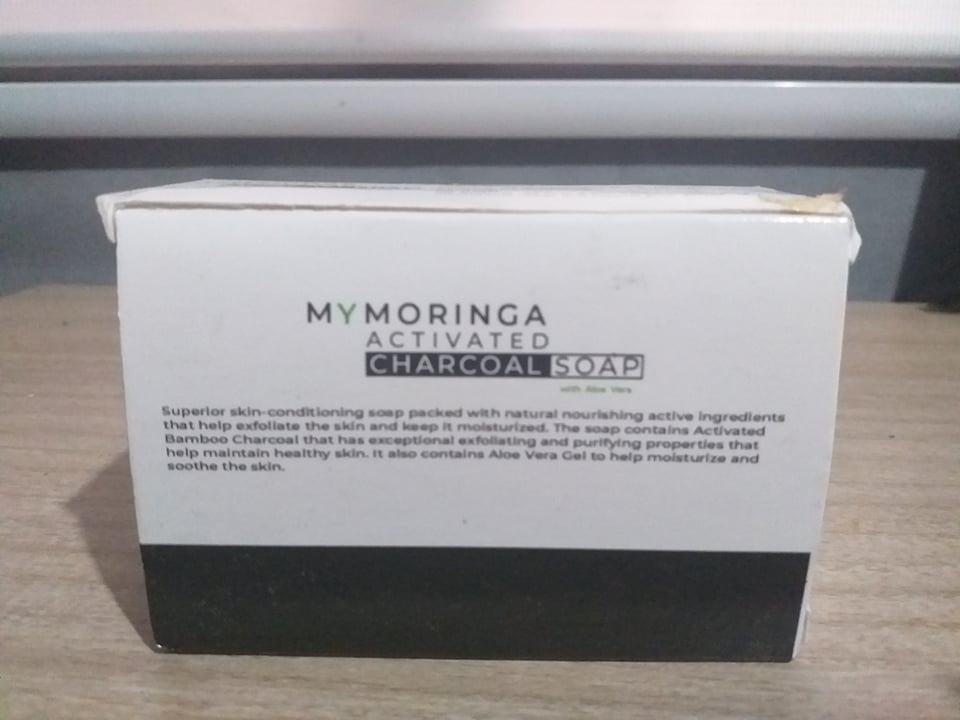 MYMORINGA
ACTIVATED
CHARCOAL SOAP
with Aloe Vera
Superior skin-conditioning soap packed with natural nourishing active ingredients
that help exfoliate the skin and keep it moisturized. The soap contains Activated
Bamboo Charcoal that has exceptional exfoliating and purifying properties that
help maintain healthy skin. It also contains Aloe Vera Gel to help moisturize and
soothe the skin.